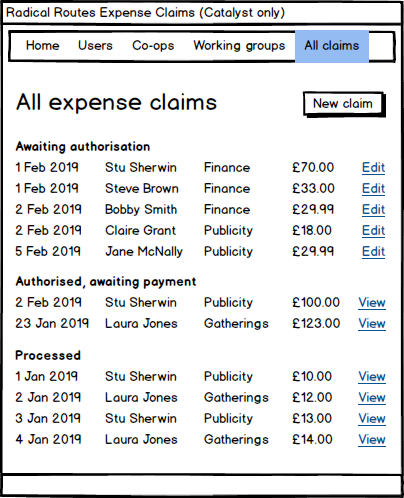 Radical Routes Expense Claims (Catalyst only)
Home Users Co-ops Working groups All claims
All expense claims New claim
Awaiting authorisation
1 Feb 2019 Stu Sherwin Finance £70.00 Edit
1 Feb 2019 Steve Brown Finance £33.00 Edit
2 Feb 2019 Bobby Smith Finance £29.99 Edit
2 Feb 2019 Claire Grant Publicity £18.00 Edit
5 Feb 2019 Jane McNally Publicity £29.99 Edit
Authorised, awaiting payment
2 Feb 2019 Stu Sherwin Publicity £100.00 View
23 Jan 2019 Laura Jones Gatherings £123.00 View
Processed
1 Jan 2019 Stu Sherwin Publicity £10.00 View
2 Jan 2019 Laura Jones Gatherings £12.00 View
3 Jan 2019 Stu Sherwin Publicity £13.00 View
4 Jan 2019 Laura Jones Gatherings £14.00 View